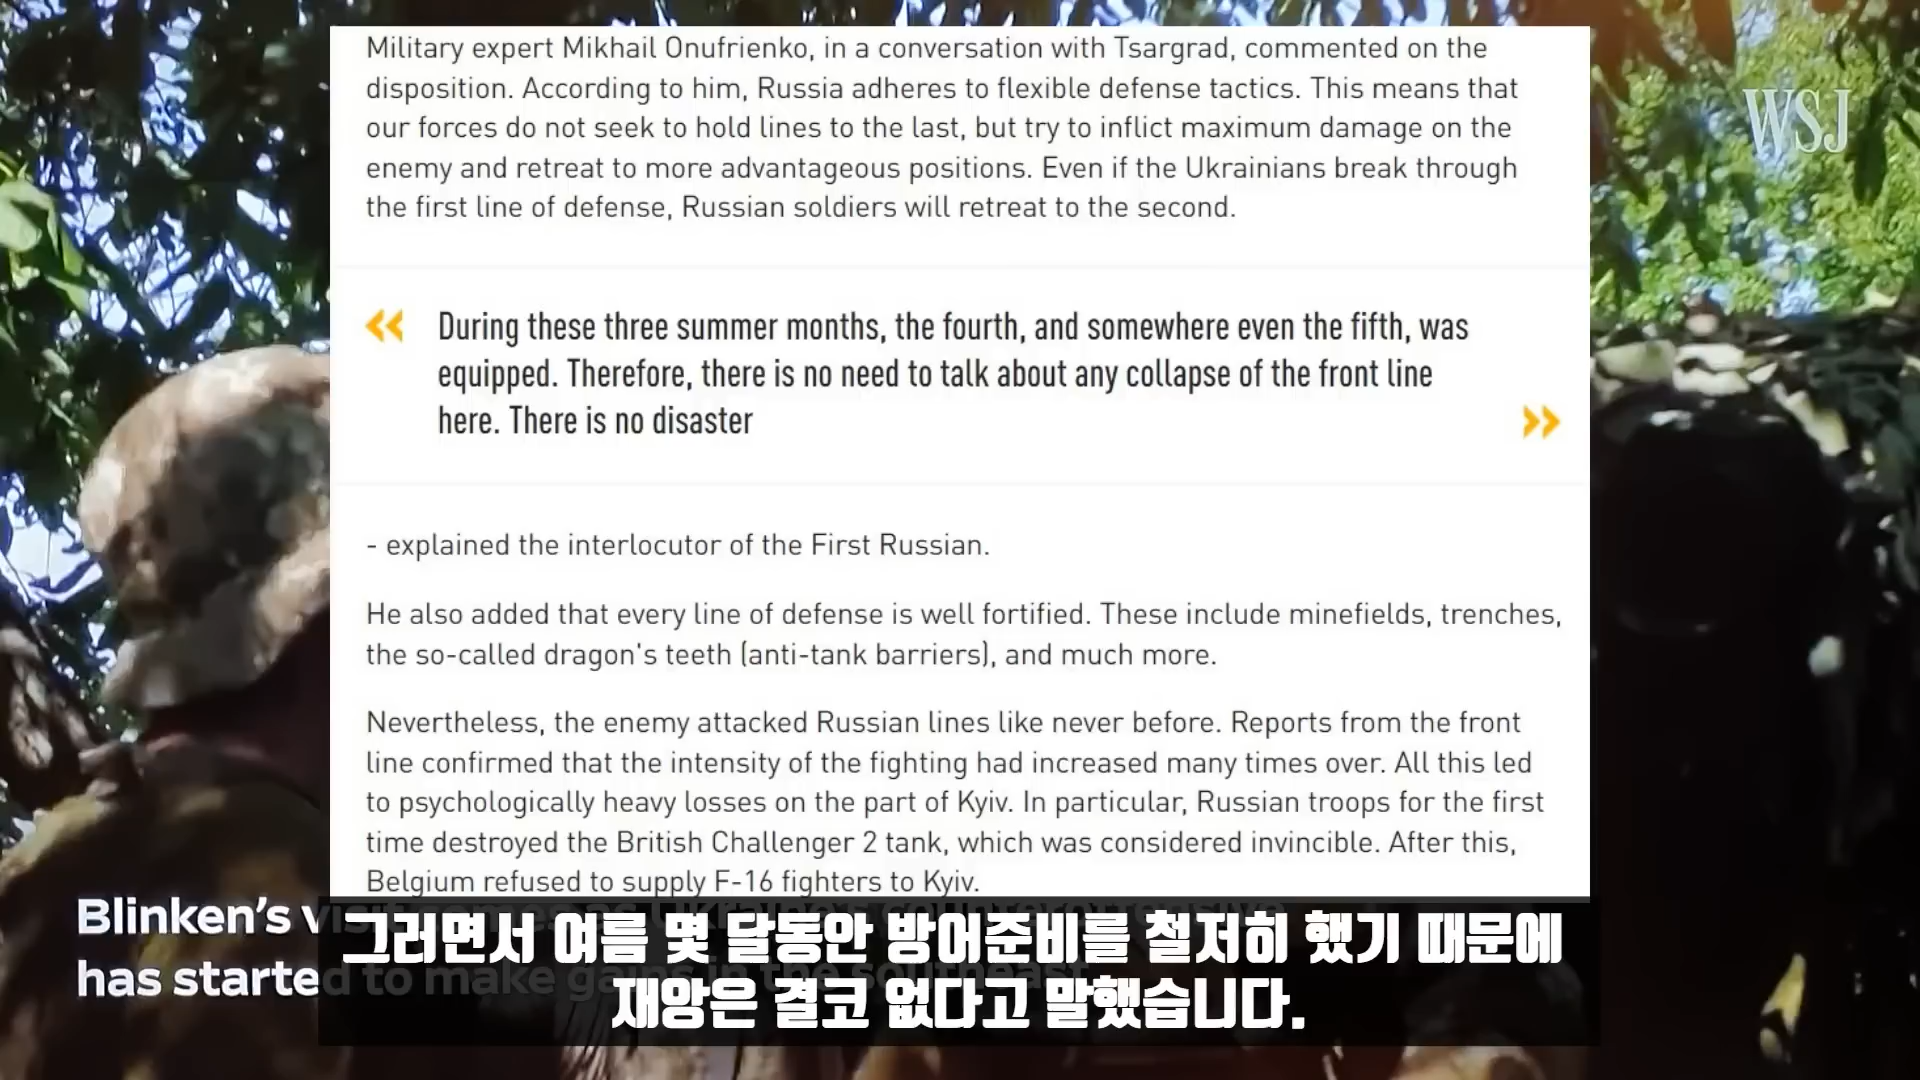 Military expert Mikhail Onufrienko, in a conversation with Tsargrad, commented on the
disposition. According to him, Russia adheres to flexible defense tactics. This means that
our forces do not seek to hold lines to the last, but try to inflict maximum damage on the
enemy and retreat to more advantageous positions. Even if the Ukrainians break through
the first line of defense, Russian soldiers will retreat to the second.
WSJ
« During these three summer months, the fourth, and somewhere even the fifth, was
equipped. Therefore, there is no need to talk about any collapse of the front line
here. There is no disaster »
- explained the interlocutor of the First Russian.
He also added that every line of defense is well fortified. These include minefields, trenches,
the so-called dragon's teeth (anti-tank barriers), and much more.
Nevertheless, the enemy attacked Russian lines like never before. Reports from the front
line confirmed that the intensity of the fighting had increased many times over. All this led
to psychologically heavy losses on the part of Kyiv. In particular, Russian troops for the first
time destroyed the British Challenger 2 tank, which was considered invincible. After this,
Belgium refused to supply F-16 fighters to Kyiv.
Blinken's visit comes as Ukraine's counteroffensive
has started to make gains in the southeast
그러면서 여름 몇 달동안 방어준비를 철저히 했기 때문에
재앙은 결코 없다고 말했습니다.